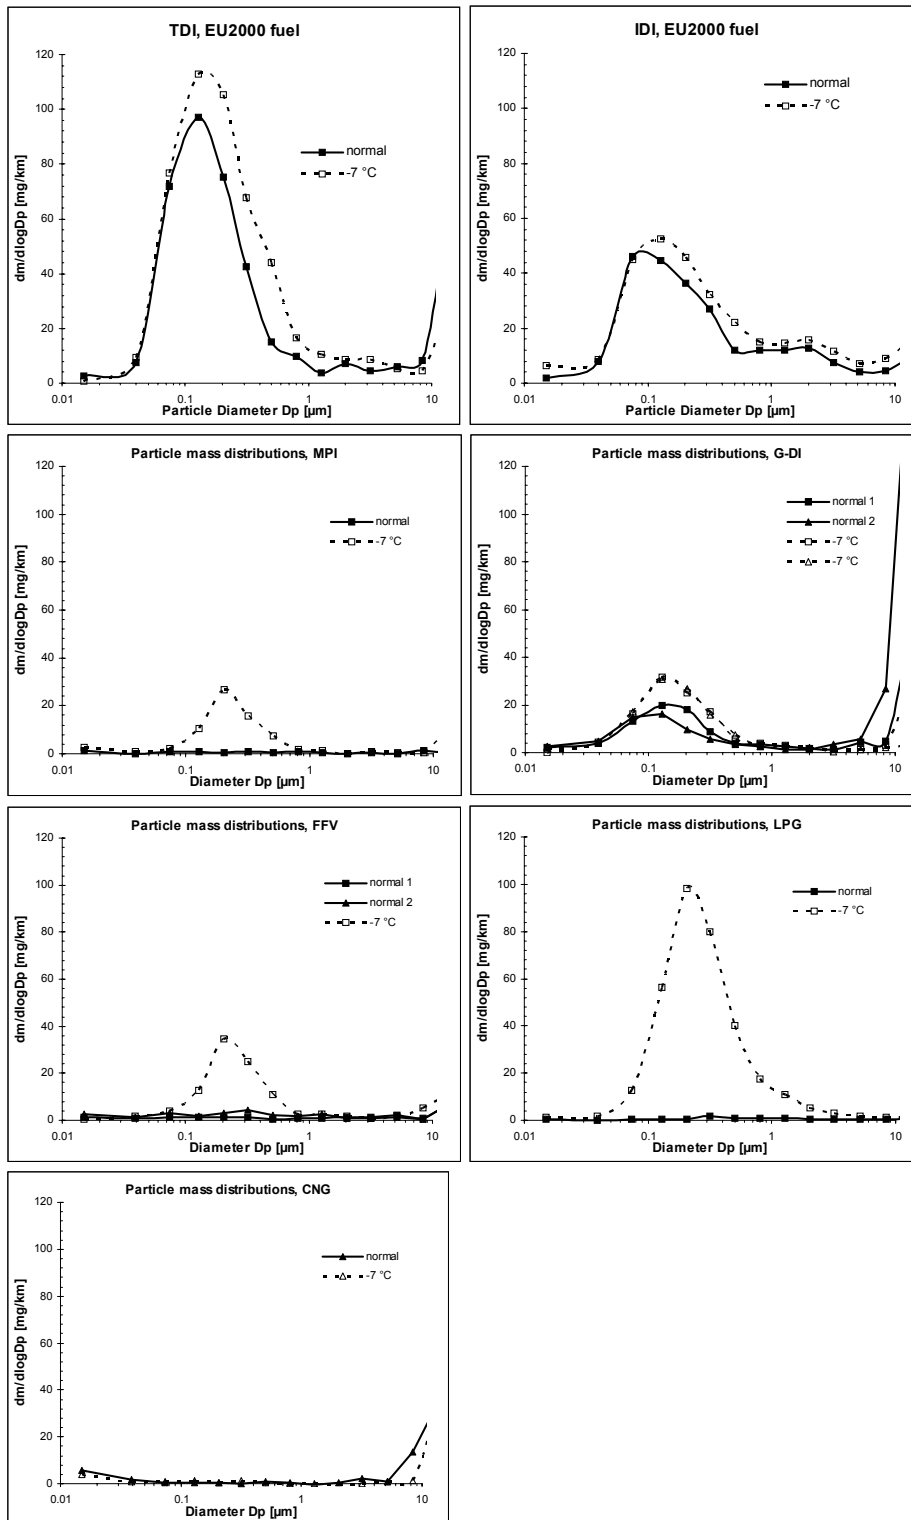 TDI, EU2000 fuel
dm/dlogDp [mg/km]
120
100
80
60
40
20
0
normal
-7 °C
0.01 0.1 1 10
Particle Diameter Dp [µm]
IDI, EU2000 fuel
dm/dlogDp [mg/km]
120
100
80
60
40
20
0
normal
-7 °C
0.01 0.1 1 10
Particle Diameter Dp [µm]
Particle mass distributions, MPI
dm/dlogDp [mg/km]
120
100
80
60
40
20
0
normal
-7 °C
0.01 0.1 1 10
Diameter Dp [µm]
Particle mass distributions, G-DI
dm/dlogDp [mg/km]
120
100
80
60
40
20
0
normal 1
normal 2
-7 °C
-7 °C
0.01 0.1 1 10
Diameter Dp [µm]
Particle mass distributions, FFV
dm/dlogDp [mg/km]
120
100
80
60
40
20
0
normal 1
normal 2
-7 °C
0.01 0.1 1 10
Diameter Dp [µm]
Particle mass distributions, LPG
dm/dlogDp [mg/km]
120
100
80
60
40
20
0
normal
-7 °C
0.01 0.1 1 10
Diameter Dp [µm]
Particle mass distributions, CNG
dm/dlogDp [mg/km]
120
100
80
60
40
20
0
normal
-7 °C
0.01 0.1 1 10
Diameter Dp [µm]